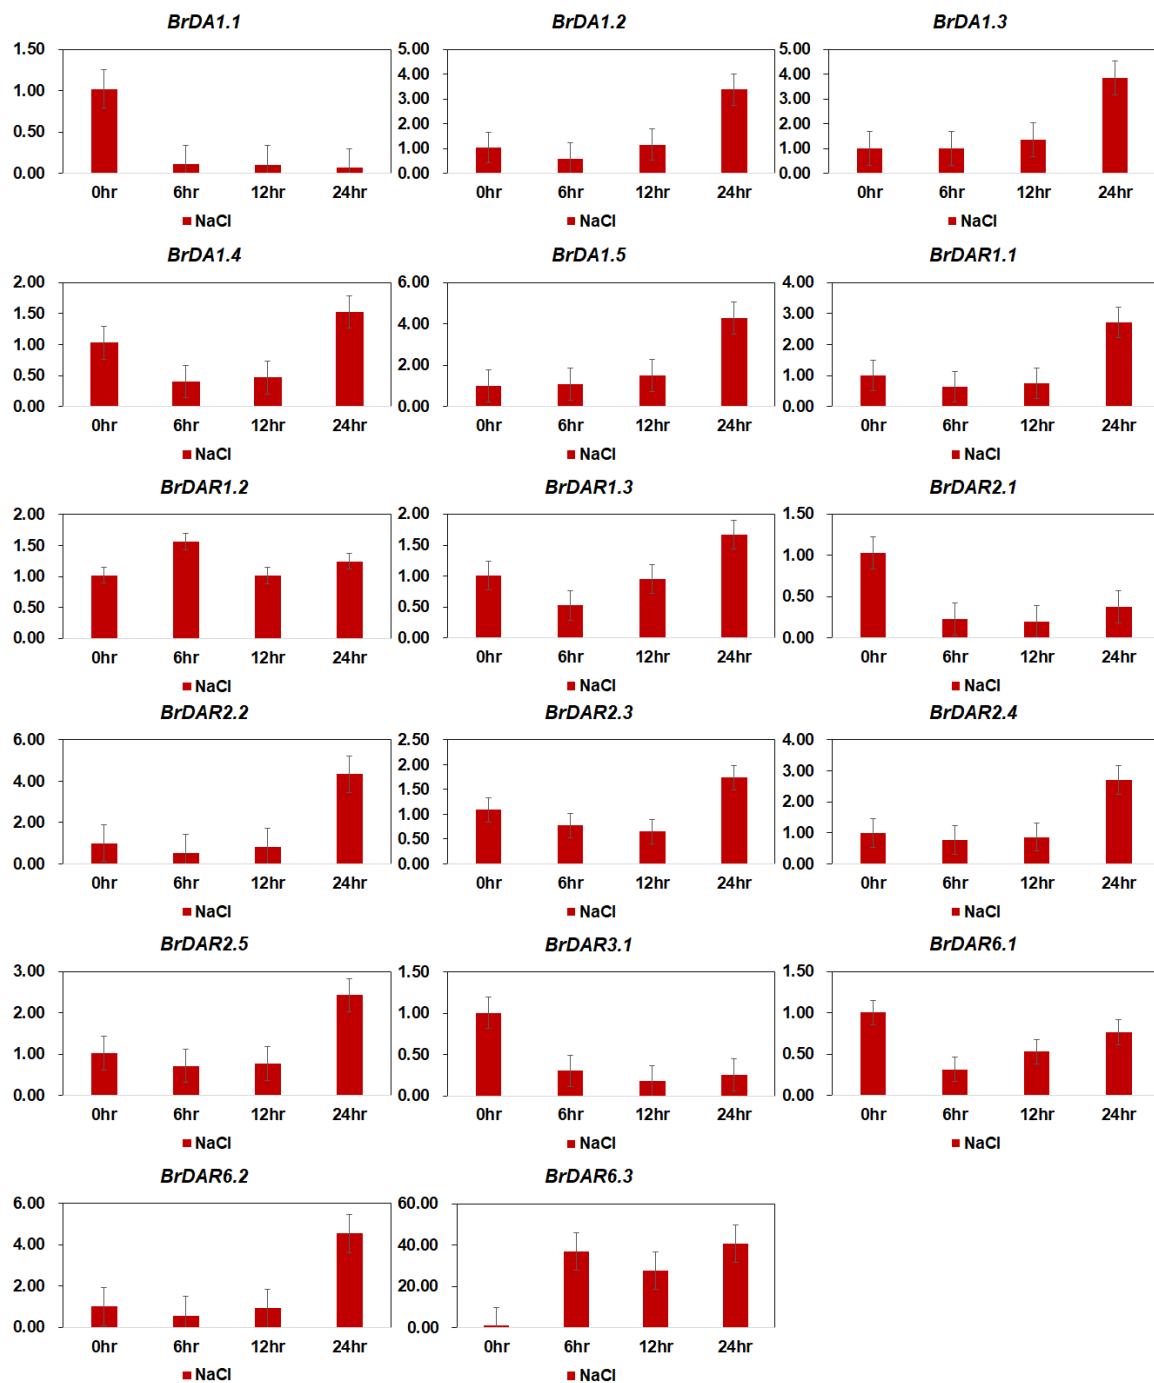 BrDA1.1 BrDA1.2 BrDA1.3
1.50 5.00 5.00
4.00 4.00
1.00 3.00 3.00
2.00 2.00
0.50 1.00 1.00
0.00 0.00 0.00
0hr 6hr 12hr 24hr 0hr 6hr 12hr 24hr 0hr 6hr 12hr 24hr
NaCl NaCl NaCl
BrDA1.4 BrDA1.5 BrDAR1.1
2.00 6.00 4.00
1.50 3.00
4.00
1.00 2.00
2.00
0.50 1.00
0.00 0.00 0.00
0hr 6hr 12hr 24hr 0hr 6hr 12hr 24hr 0hr 6hr 12hr 24hr
NaCl NaCl NaCl
BrDAR1.2 BrDAR1.3 BrDAR2.1
2.00 2.00 1.50
1.50 1.50
1.00
1.00 1.00
0.50
0.50 0.50
0.00 0.00 0.00
0hr 6hr 12hr 24hr 0hr 6hr 12hr 24hr 0hr 6hr 12hr 24hr
NaCl NaCl NaCl
BrDAR2.2 BrDAR2.3 BrDAR2.4
6.00 2.50 4.00
2.00
3.00
4.00 1.50
2.00
1.00
2.00 1.00
0.50
0.00 0.00 0.00
0hr 6hr 12hr 24hr 0hr 6hr 12hr 24hr 0hr 6hr 12hr 24hr
NaCl NaCl NaCl
BrDAR2.5 BrDAR3.1 BrDAR6.1
3.00 1.50 1.50
2.00 1.00 1.00
1.00 0.50 0.50
0.00 0.00 0.00
0hr 6hr 12hr 24hr 0hr 6hr 12hr 24hr 0hr 6hr 12hr 24hr
NaCl NaCl NaCl
BrDAR6.2 BrDAR6.3
6.00 60.00
4.00 40.00
2.00 20.00
0.00 0.00
0hr 6hr 12hr 24hr 0hr 6hr 12hr 24hr
NaCl NaCl